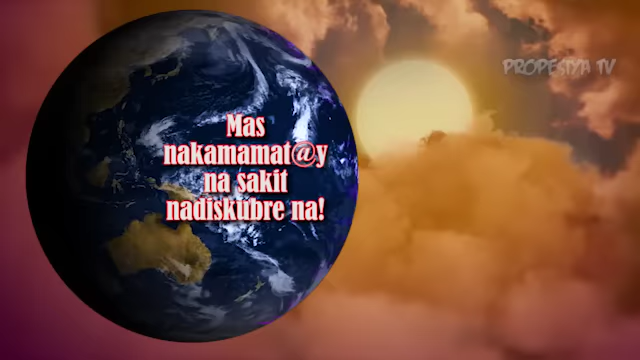 PROPESIYA TV
Mas
nakamamat@y
na sakit
nadiskubre na!